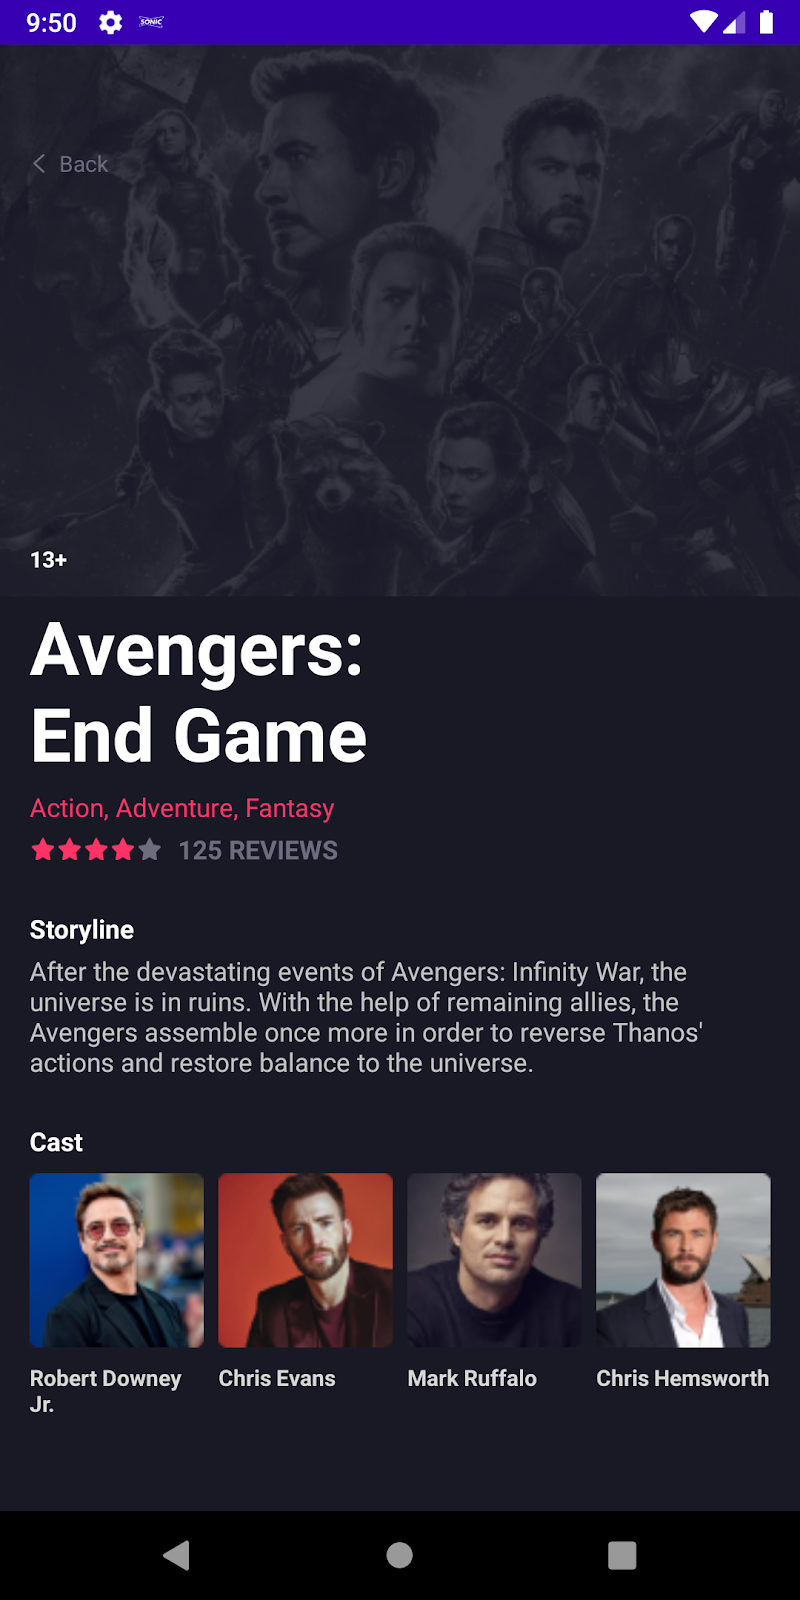 9:50 SONIC
Back
13+
Avengers:
End Game
Action, Adventure, Fantasy
125 REVIEWS
Storyline
After the devastating events of Avengers: Infinity War, the
universe is in ruins. With the help of remaining allies, the
Avengers assemble once more in order to reverse Thanos'
actions and restore balance to the universe.
Cast
Robert Downey
Jr.
Chris Evans
Mark Ruffalo
Chris Hemsworth